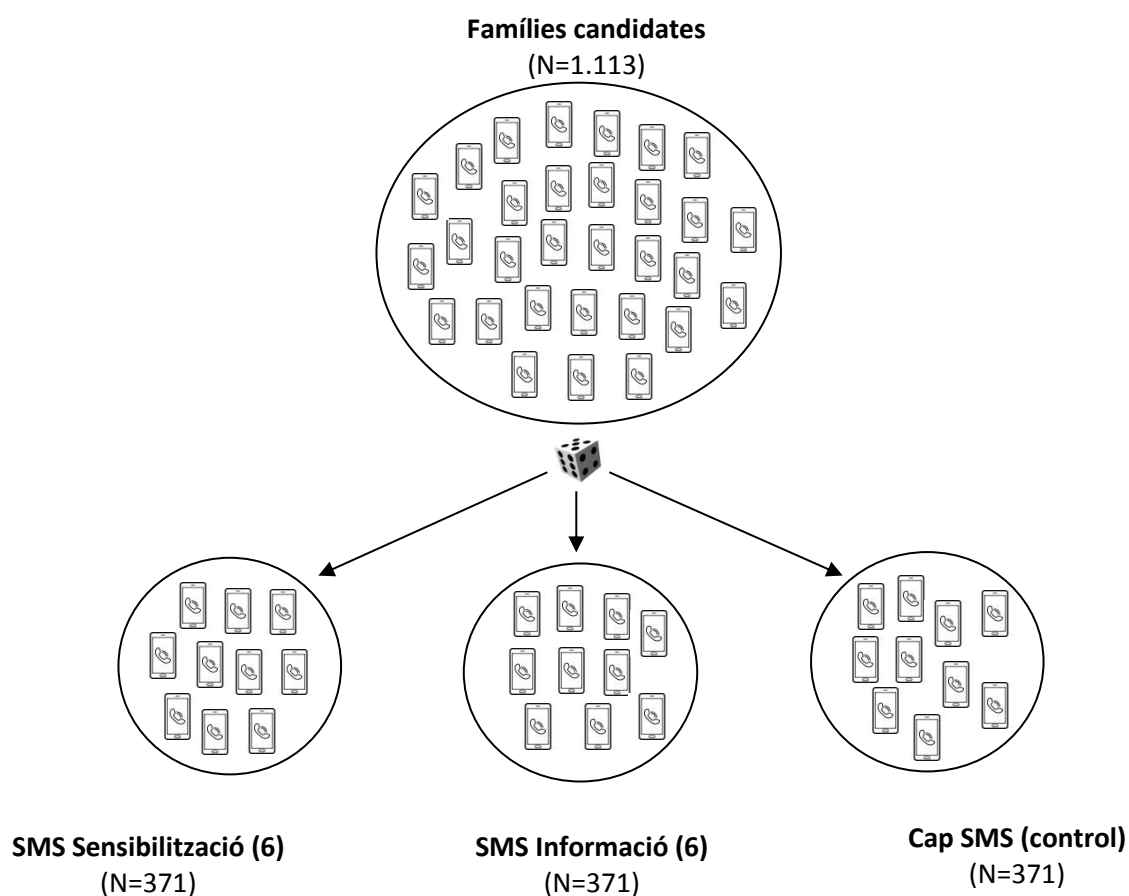 Famílies candidates
(N=1.113)
SMS Sensibilització (6)
(N=371)
SMS Informació (6)
(N=371)
Cap SMS (control)
(N=371)